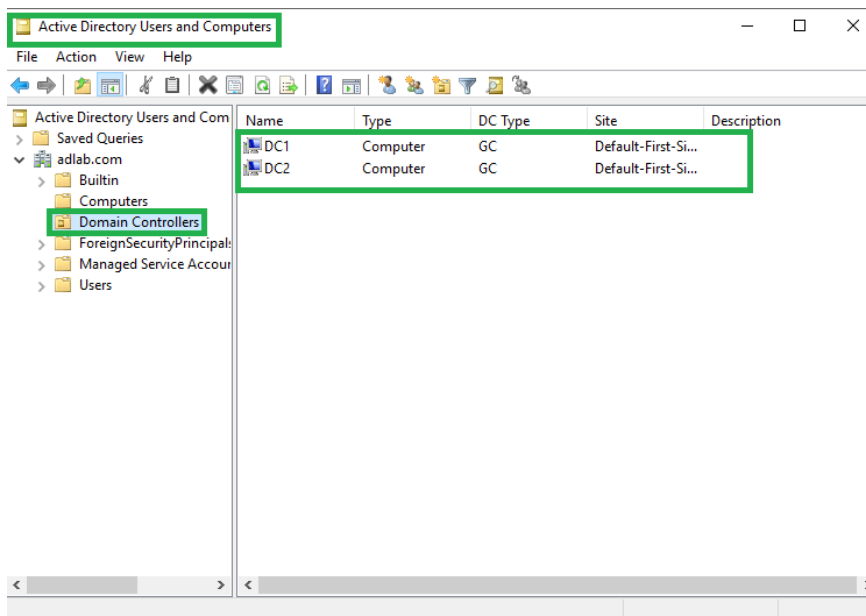 Active Directory Users and Computers
File Action View Help
Active Directory Users and Com
Saved Queries
adlab.com
Builtin
Computers
Domain Controllers
ForeignSecurityPrincipals
Managed Service Accour
Users
Name Type DC Type Site Description
DC1 Computer GC Default-First-Si...
DC2 Computer GC Default-First-Si...